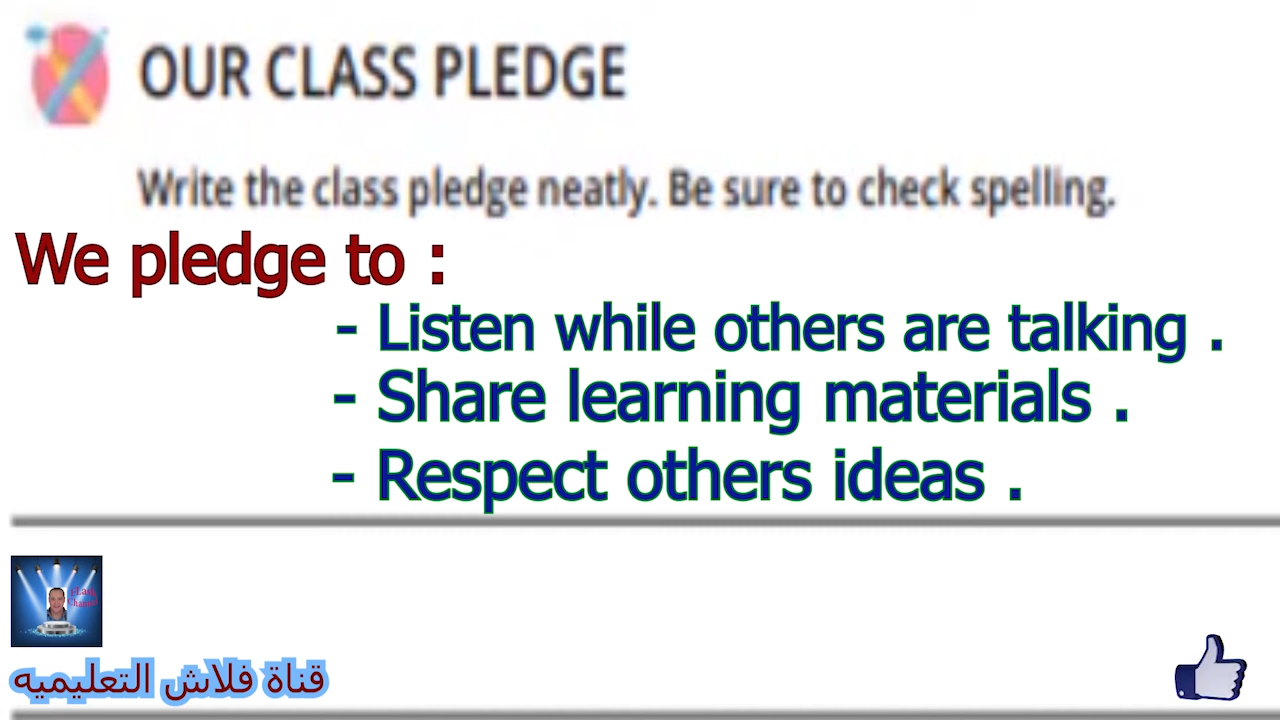 OUR CLASS PLEDGE
Write the class pledge neatly. Be sure to check spelling.
We pledge to :
- Listen while others are talking .
- Share learning materials .
- Respect others ideas .
قناة فلاش التعليميه